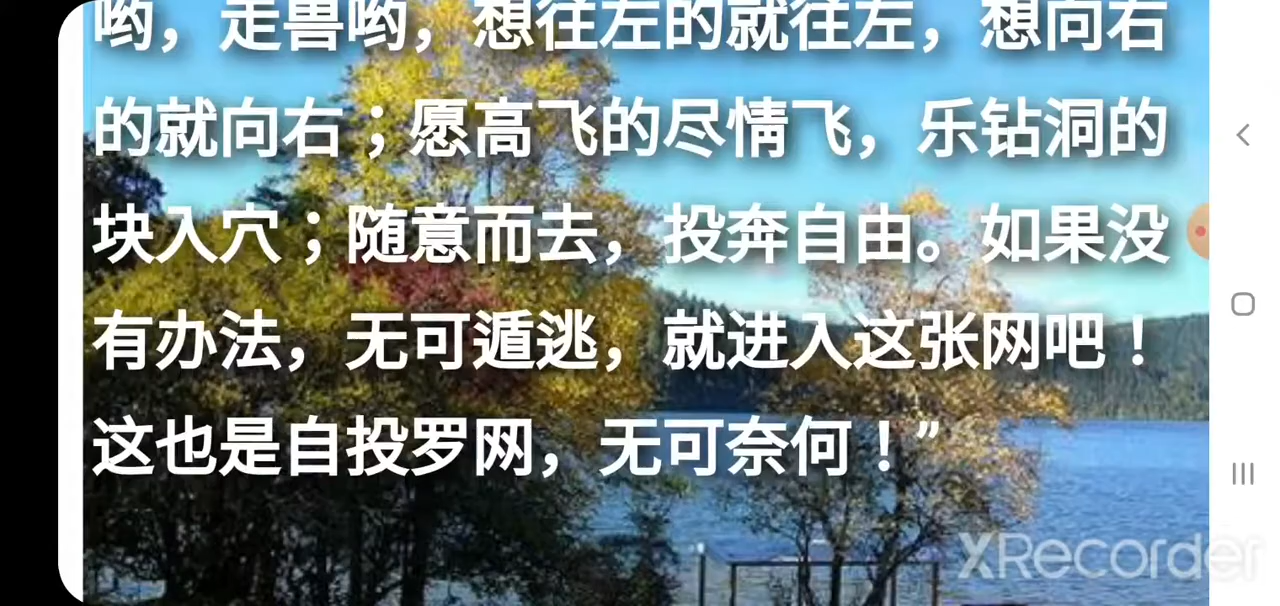 哟，走兽哟，想往左的就往左，想向右
的就向右；愿高飞的尽情飞，乐钻洞的
块入穴；随意而去，投奔自由。如果没
有办法，无可遁逃，就进入这张网吧！
这也是自投罗网，无可奈何！”
XRecorder